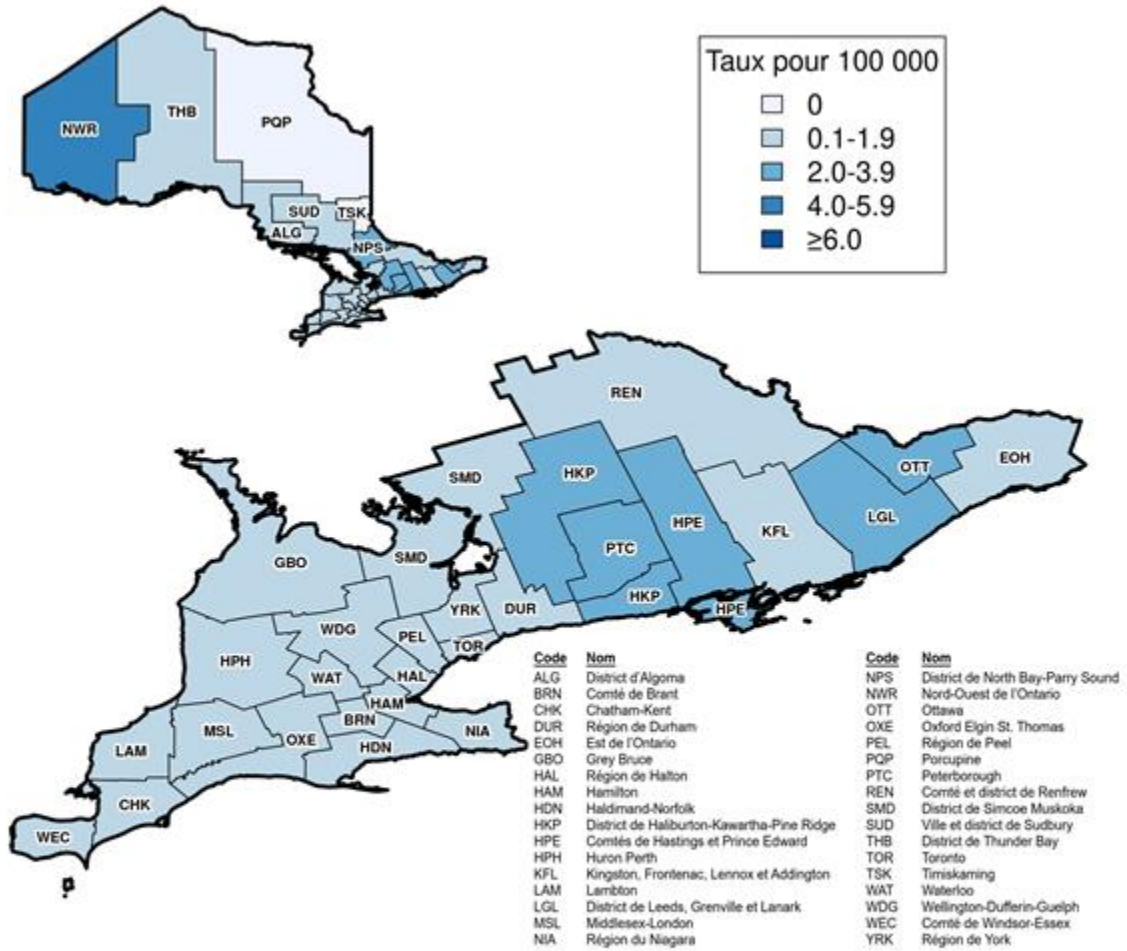 NWR
THB
PQP
SUD
TSK
ALG
NPS
Taux pour 100 000
0
0.1-1.9
2.0-3.9
4.0-5.9
≥6.0
REN
SMD
HKP
OTT
EOH
HPE
KFL
LGL
GBO
SMD
PTC
HKP
HPE
YRK
DUR
WDG
PEL
TOR
HPH
WAT
HAL
HAM
BRN
MSL
OXE
HDN
NIA
LAM
CHK
WEC
Code Nom
ALG District d'Algoma
BRN Comté de Brant
CHK Chatham-Kent
DUR Région de Durham
EOH Est de l'Ontario
GBO Grey Bruce
HAL Région de Halton
HAM Hamilton
HDN Haldimand-Norfolk
HKP District de Haliburton-Kawartha-Pine Ridge
HPE Comtés de Hastings et Prince Edward
HPH Huron Perth
KFL Kingston, Frontenac, Lennox et Addington
LAM Lambton
LGL District de Leeds, Grenville et Lanark
MSL Middlesex-London
NIA Région du Niagara
Code Nom
NPS District de North Bay-Parry Sound
NWR Nord-Ouest de l'Ontario
OTT Ottawa
OXE Oxford Elgin St. Thomas
PEL Région de Peel
PQP Porcupine
PTC Peterborough
REN Comté et district de Renfrew
SMD District de Simcoe Muskoka
SUD Ville et district de Sudbury
THB District de Thunder Bay
TOR Toronto
TSK Timiskaming
WAT Waterloo
WDG Wellington-Dufferin-Guelph
WEC Comté de Windsor-Essex
YRK Région de York